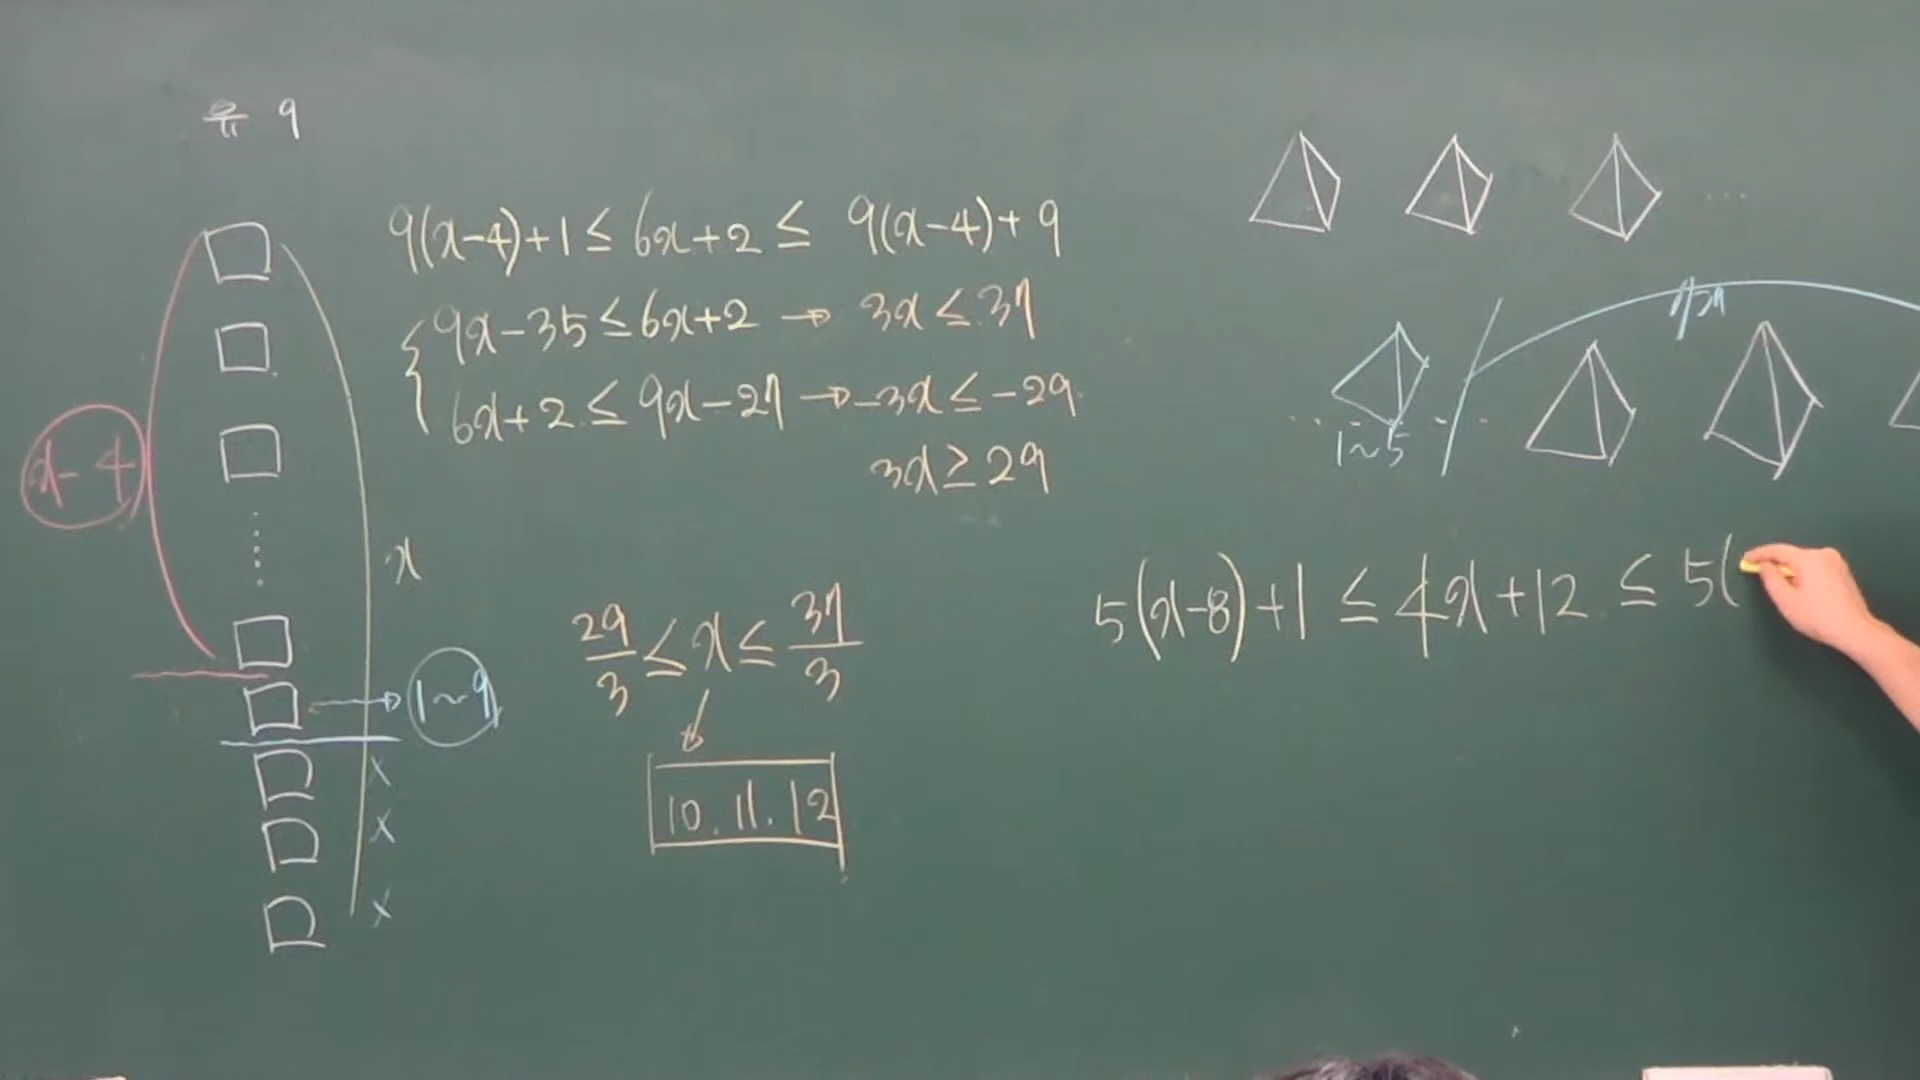 유 9
9(x-4)+1 ≤ 6x+2 ≤ 9(x-4)+9
9x-35 ≤ 6x+2 → 3x ≤ 37
6x+2 ≤ 9x-27 → -3x ≤ -29
3x ≥ 29
x-4
x
1~9
x
x
x
29/3 ≤ x ≤ 37/3
10. 11. 12
1~5
5(x-8)+1 ≤ 4x+12 ≤ 5(